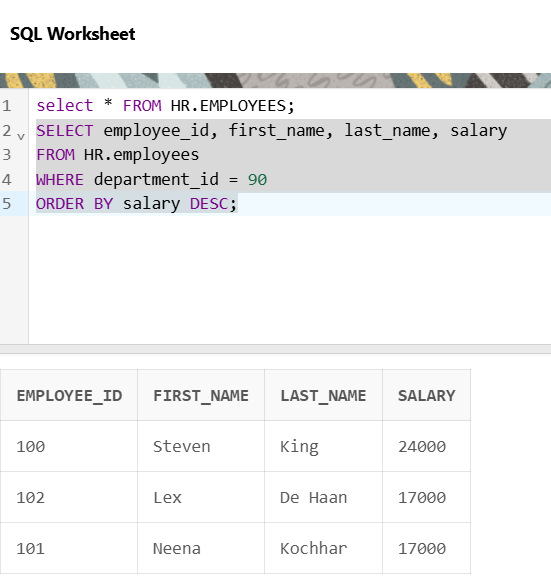 SQL Worksheet
1 select * FROM HR.EMPLOYEES;
2 SELECT employee_id, first_name, last_name, salary
3 FROM HR.employees
4 WHERE department_id = 90
5 ORDER BY salary DESC;
EMPLOYEE_ID FIRST_NAME LAST_NAME SALARY
100 Steven King 24000
102 Lex De Haan 17000
101 Neena Kochhar 17000